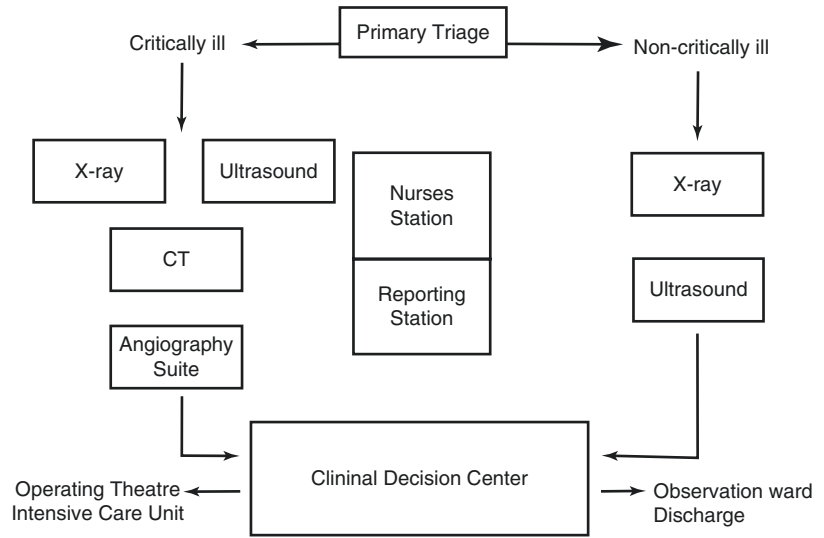 Primary Triage
Critically ill
Non-critically ill
X-ray
Ultrasound
Nurses
Station
X-ray
CT
Reporting
Station
Ultrasound
Angiography
Suite
Clininal Decision Center
Operating Theatre
Intensive Care Unit
Observation ward
Discharge